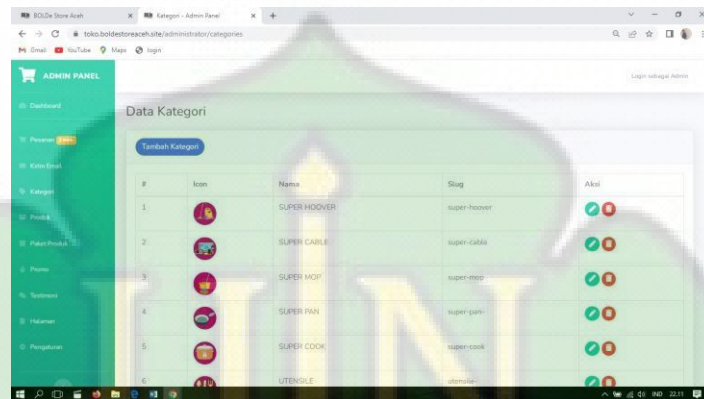 BOLDe Store Aceh
Kategori - Admin Panel
toko.boldestoreaceh.site/administrator/categories
Gmail YouTube Maps login
ADMIN PANEL
Login sebagai Admin
Dashboard
Data Kategori
Pesanan
Tambah Kategori
Kirim Email
Kategori
# Icon Nama Slug Aksi
1 SUPER HOOVER super-hoover
Produk
2 SUPER CABLE super-cable
Paket Produk
Promo
3 SUPER MOP super-mop
Testimoni
4 SUPER PAN super-pan-
Halaman
Pengaturan
5 SUPER COOK super-cook
6 UTENSILE utensile-
IND 22.11
UIN